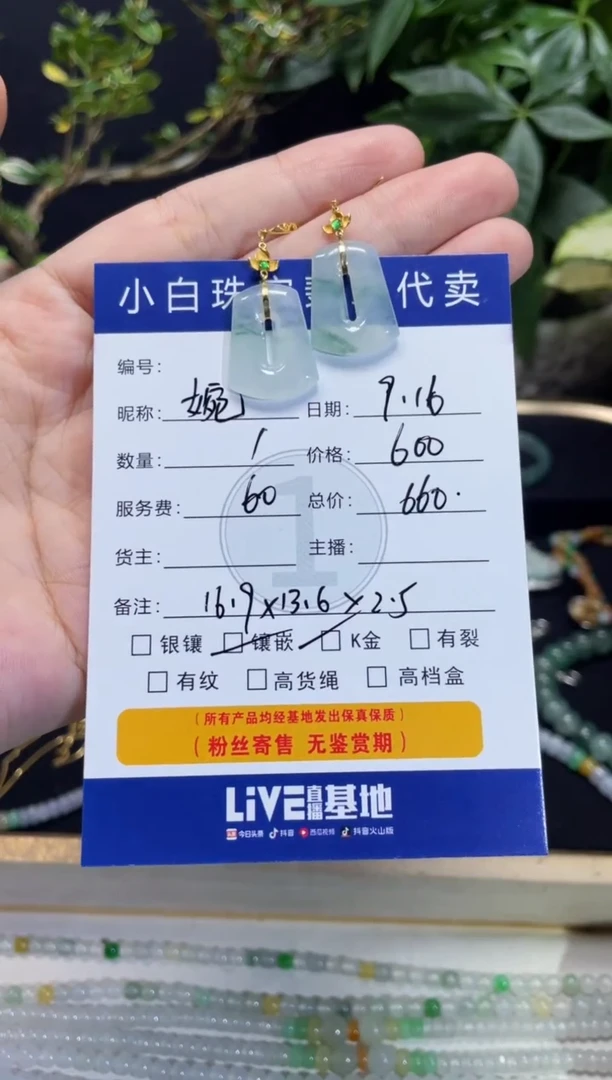 小白珠宝 代卖
编号:
昵称: 婉 日期: 9.16
数量: 1 价格: 600
服务费: 60 总价: 660.
1
货主: 主播:
备注: 16.9×13.6×2.5
□ 银镶 □ 镶嵌 □ K金 □ 有裂
□ 有纹 □ 高货绳 □ 高档盒
(所有产品均经基地发出保真保质)
(粉丝寄售 无鉴赏期)
LiVE直播基地
今日头条 抖音 西瓜视频 抖音火山版